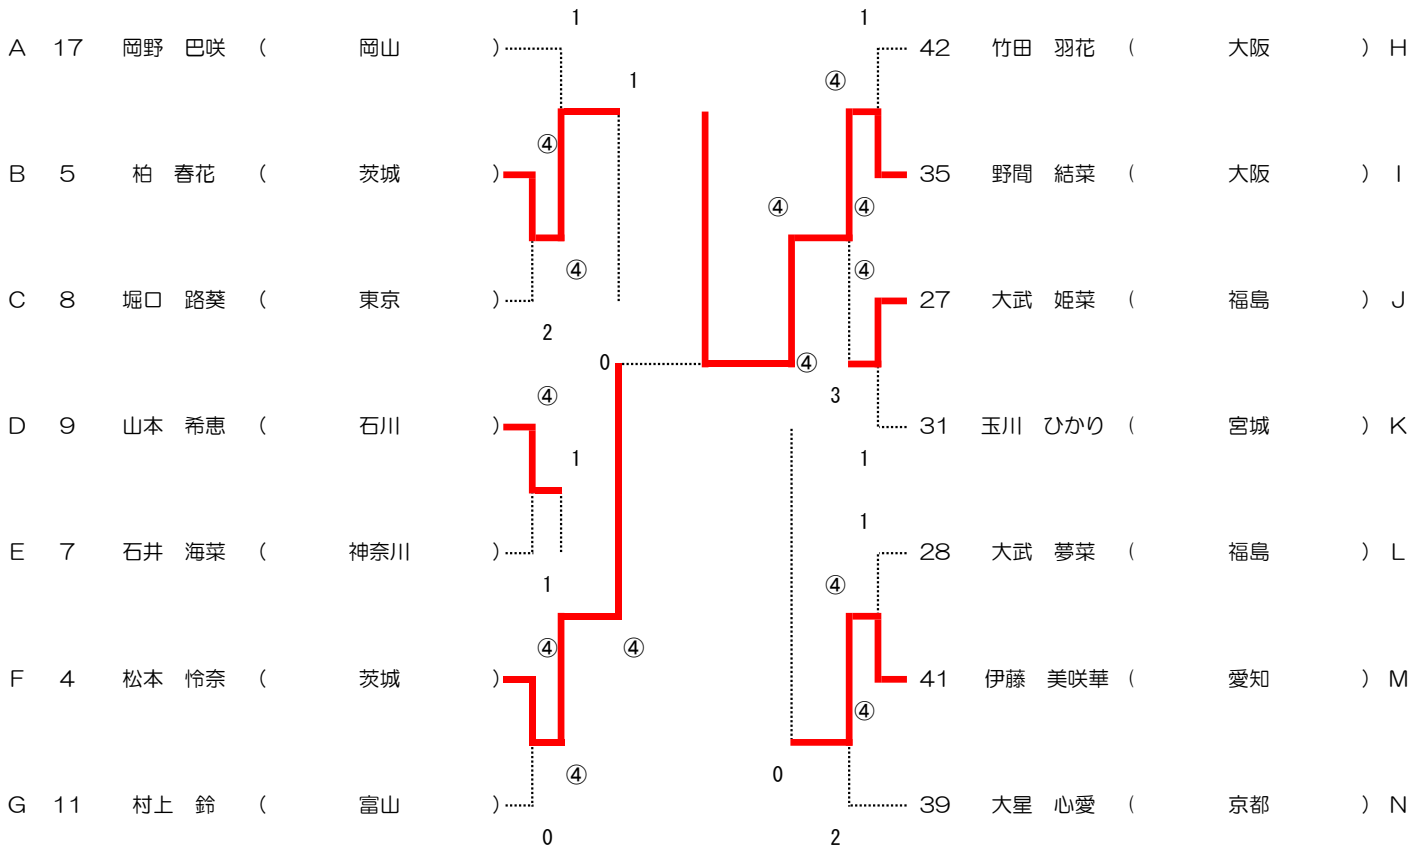 1 1
A 17 岡野 巴咲 ( 岡山 ) 42 竹田 羽花 ( 大阪 ) H
1 ④
④
B 5 柏 春花 ( 茨城 ) 35 野間 結菜 ( 大阪 ) I
④ ④
④ ④
C 8 堀口 路葵 ( 東京 ) 27 大武 姫菜 ( 福島 ) J
2
0 ④
④ 3
D 9 山本 希恵 ( 石川 ) 31 玉川 ひかり ( 宮城 ) K
1 1
1
E 7 石井 海菜 ( 神奈川 ) 28 大武 夢菜 ( 福島 ) L
1 ④
④ ④
F 4 松本 怜奈 ( 茨城 ) 41 伊藤 美咲華 ( 愛知 ) M
④
④ 0
G 11 村上 鈴 ( 富山 ) 39 大星 心愛 ( 京都 ) N
0 2